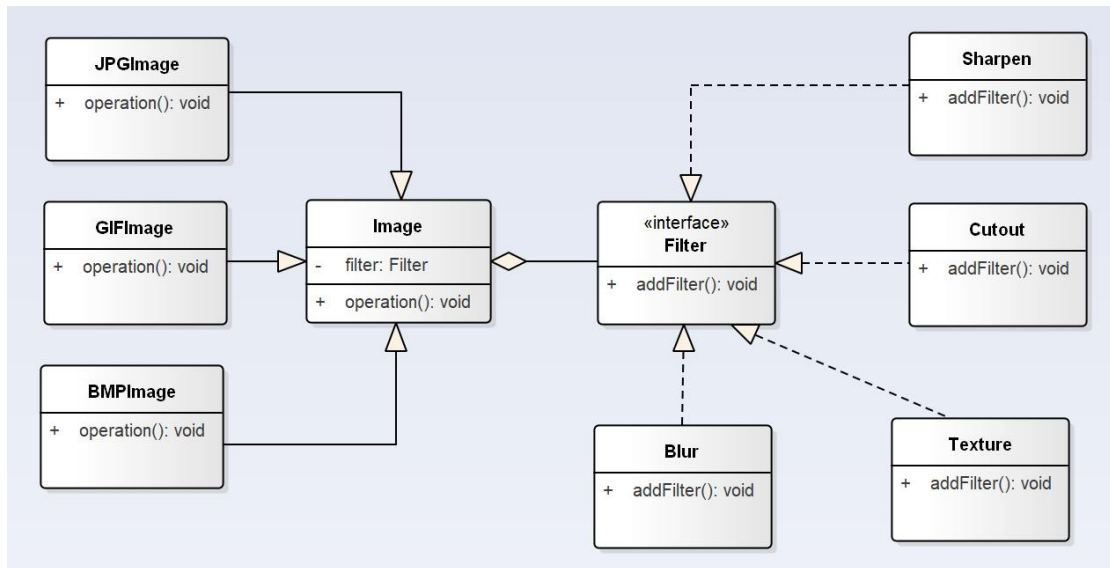 JPGImage
+ operation(): void
GIFImage
+ operation(): void
BMPImage
+ operation(): void
Image
- filter: Filter
+ operation(): void
«interface»
Filter
+ addFilter(): void
Sharpen
+ addFilter(): void
Cutout
+ addFilter(): void
Blur
+ addFilter(): void
Texture
+ addFilter(): void